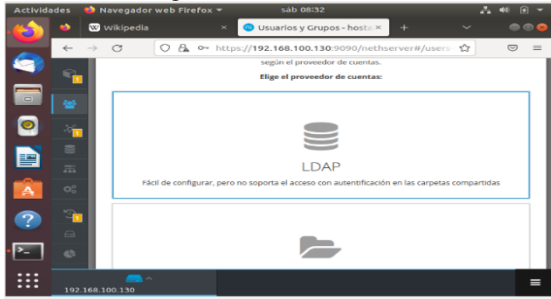 Actividades Navegador web Firefox sáb 08:32
Wikipedia Usuarios y Grupos - hosta
https://192.168.100.130:9090/nethserver#/users-
según el proveedor de cuentas.
Elige el proveedor de cuentas:
LDAP
Fácil de configurar, pero no soporta el acceso con autentificación en las carpetas compartidas
192.168.100.130